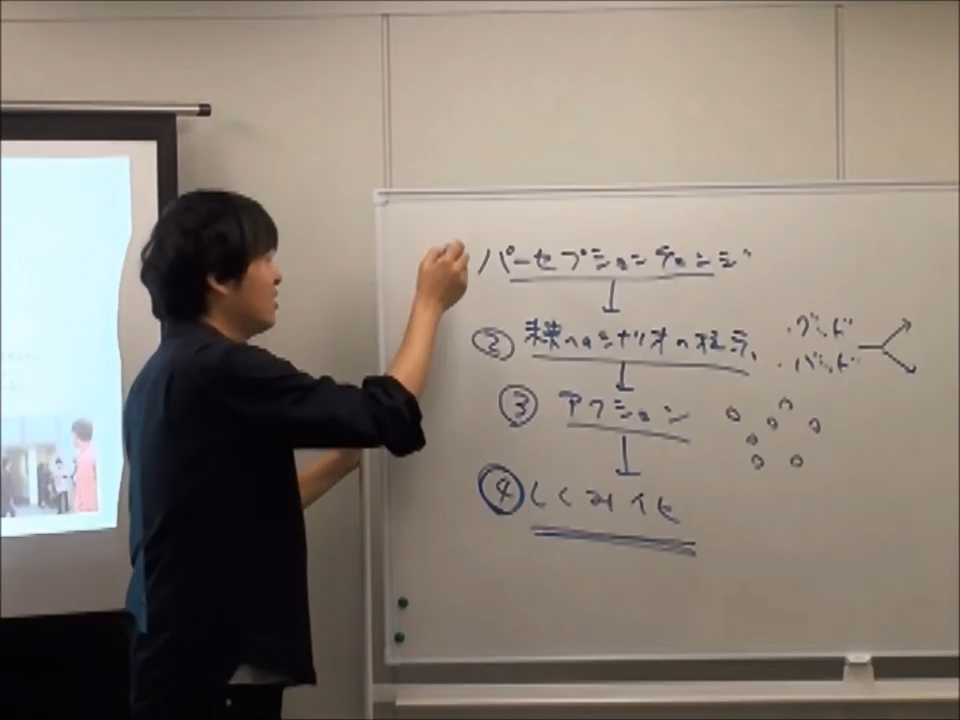 パーセプションチェンジ
② 未来へのシナリオの提示、
・グッド
・バッド
③ アクション
④ しくみ化